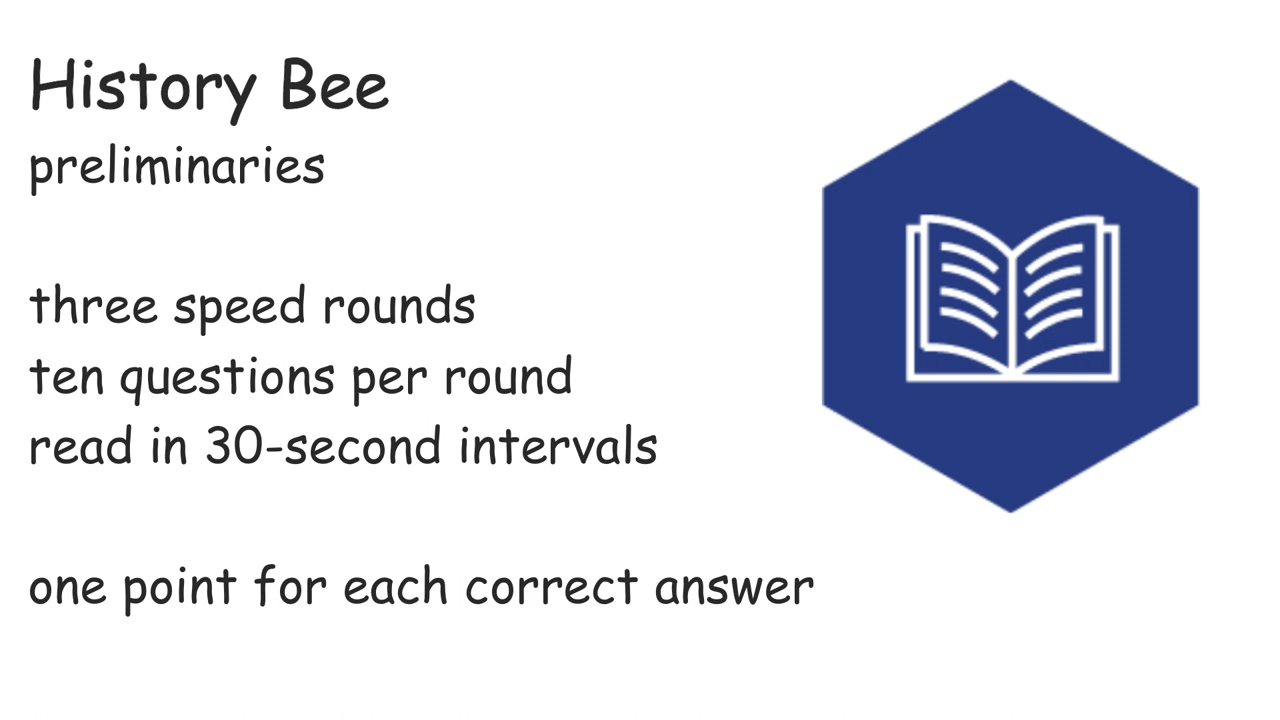 History Bee
preliminaries
three speed rounds
ten questions per round
read in 30-second intervals
one point for each correct answer